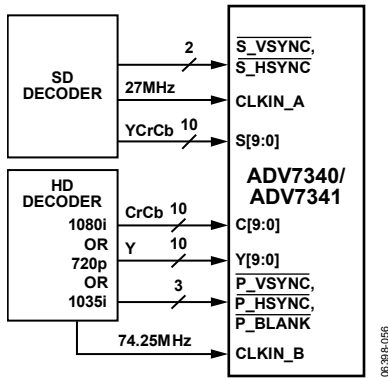 SD
DECODER
2
S_VSYNC,
S_HSYNC
27MHz
CLKIN_A
YCrCb 10
S[9:0]
ADV7340/
ADV7341
HD
DECODER
1080i
OR
720p
OR
1035i
CrCb 10
C[9:0]
Y 10
Y[9:0]
3
P_VSYNC,
P_HSYNC,
P_BLANK
74.25MHz
CLKIN_B
06398-056